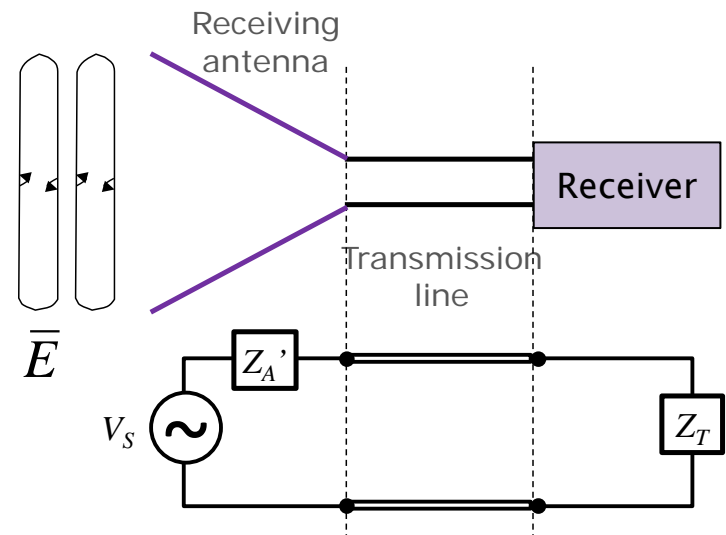 Receiving
antenna
Receiver
Transmission
line
E̅
Z_A’
V_S
Z_T